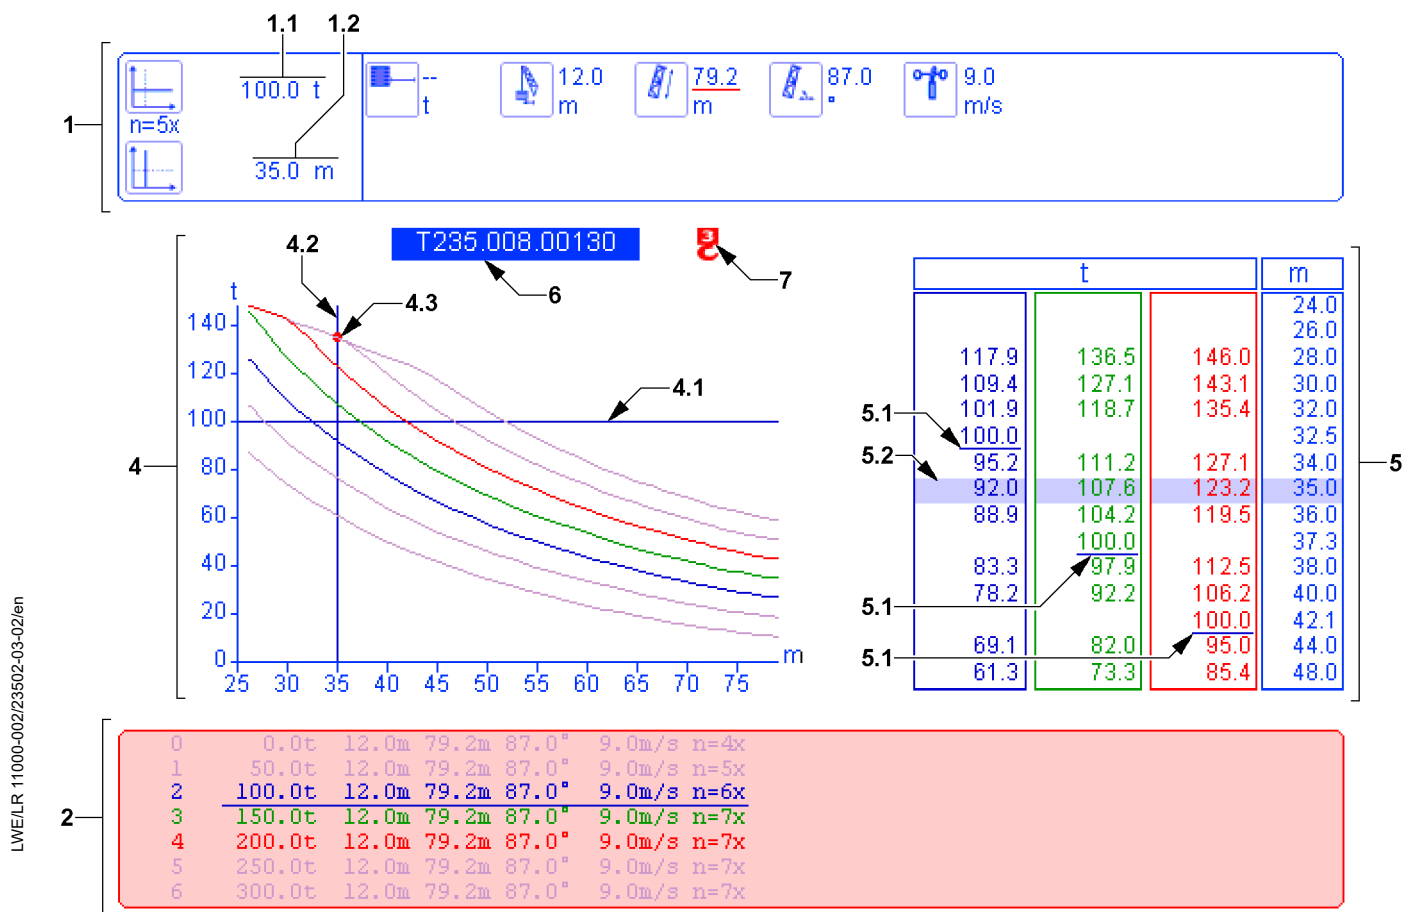 1.1 1.2
1
100.0 t
n=5x
35.0 m
--
t
12.0
m
79.2
m
87.0
°
9.0
m/s
4.2
T235.008.00130
6
7
4.3
4.1
4
t
140
120
100
80
60
40
20
0
25 30 35 40 45 50 55 60 65 70 75
m
t m
24.0
26.0
117.9 136.5 146.0 28.0
109.4 127.1 143.1 30.0
101.9 118.7 135.4 32.0
5.1 100.0 32.5
5.2 95.2 111.2 127.1 34.0
92.0 107.6 123.2 35.0
88.9 104.2 119.5 36.0
100.0 37.3
83.3 97.9 112.5 38.0
5.1 78.2 92.2 106.2 40.0
100.0 42.1
5.1 69.1 82.0 95.0 44.0
61.3 73.3 85.4 48.0
5
2
0 0.0t 12.0m 79.2m 87.0° 9.0m/s n=4x
1 50.0t 12.0m 79.2m 87.0° 9.0m/s n=5x
2 100.0t 12.0m 79.2m 87.0° 9.0m/s n=6x
3 150.0t 12.0m 79.2m 87.0° 9.0m/s n=7x
4 200.0t 12.0m 79.2m 87.0° 9.0m/s n=7x
5 250.0t 12.0m 79.2m 87.0° 9.0m/s n=7x
6 300.0t 12.0m 79.2m 87.0° 9.0m/s n=7x
LWE/LR 11000-002/23502-03-02/en